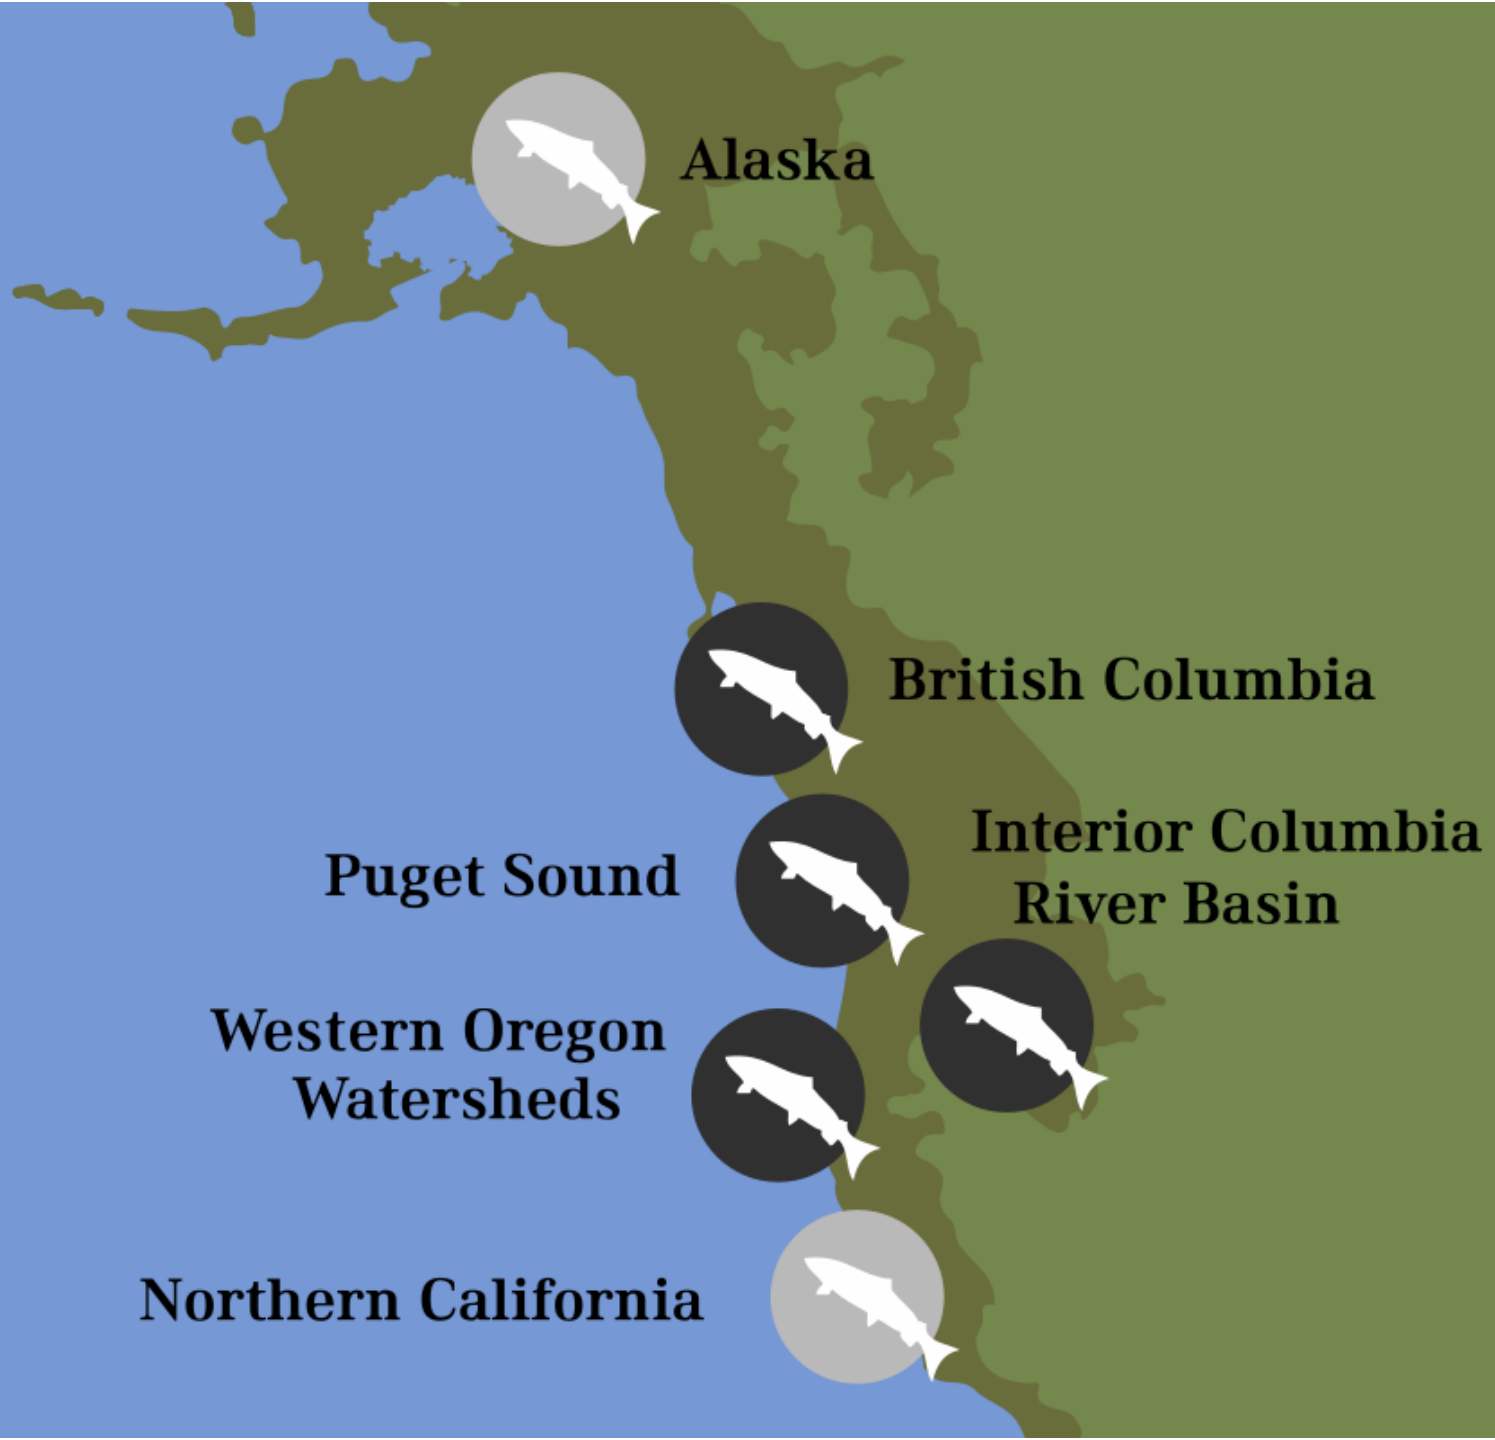 Alaska
British Columbia
Interior Columbia
River Basin
Puget Sound
Western Oregon
Watersheds
Northern California